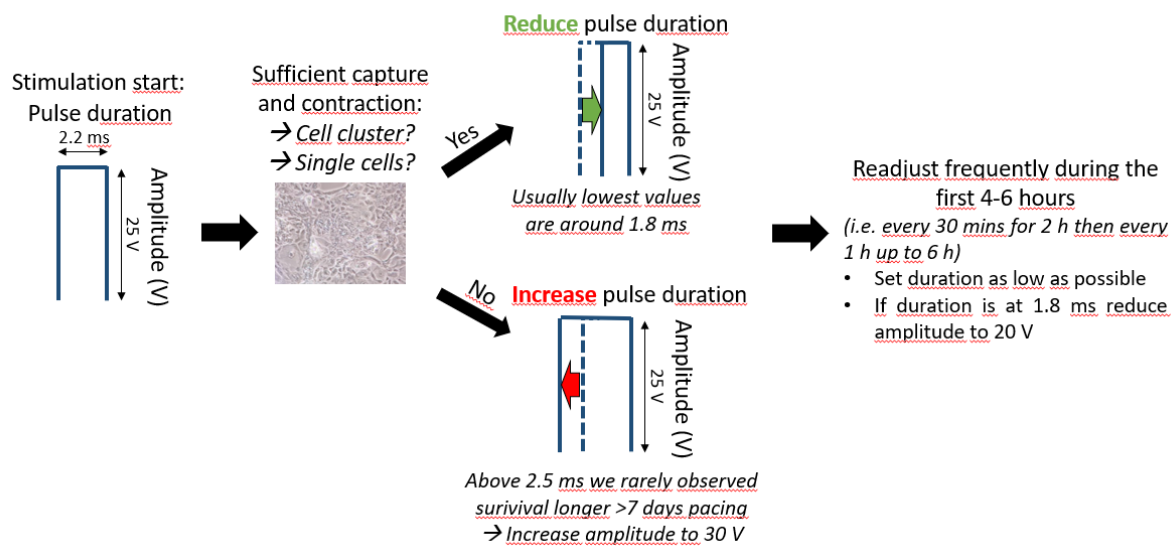 Stimulation start:
Pulse duration
2.2 ms
Amplitude (V)
25 V
Sufficient capture
and contraction:
→ Cell cluster?
→ Single cells?
Yes
No
Reduce pulse duration
Amplitude (V)
25 V
Usually lowest values
are around 1.8 ms
Increase pulse duration
Amplitude (V)
25 V
Above 2.5 ms we rarely observed
surivival longer >7 days pacing
→ Increase amplitude to 30 V
Readjust frequently during the
first 4-6 hours
(i.e. every 30 mins for 2 h then every
1 h up to 6 h)
• Set duration as low as possible
• If duration is at 1.8 ms reduce
amplitude to 20 V